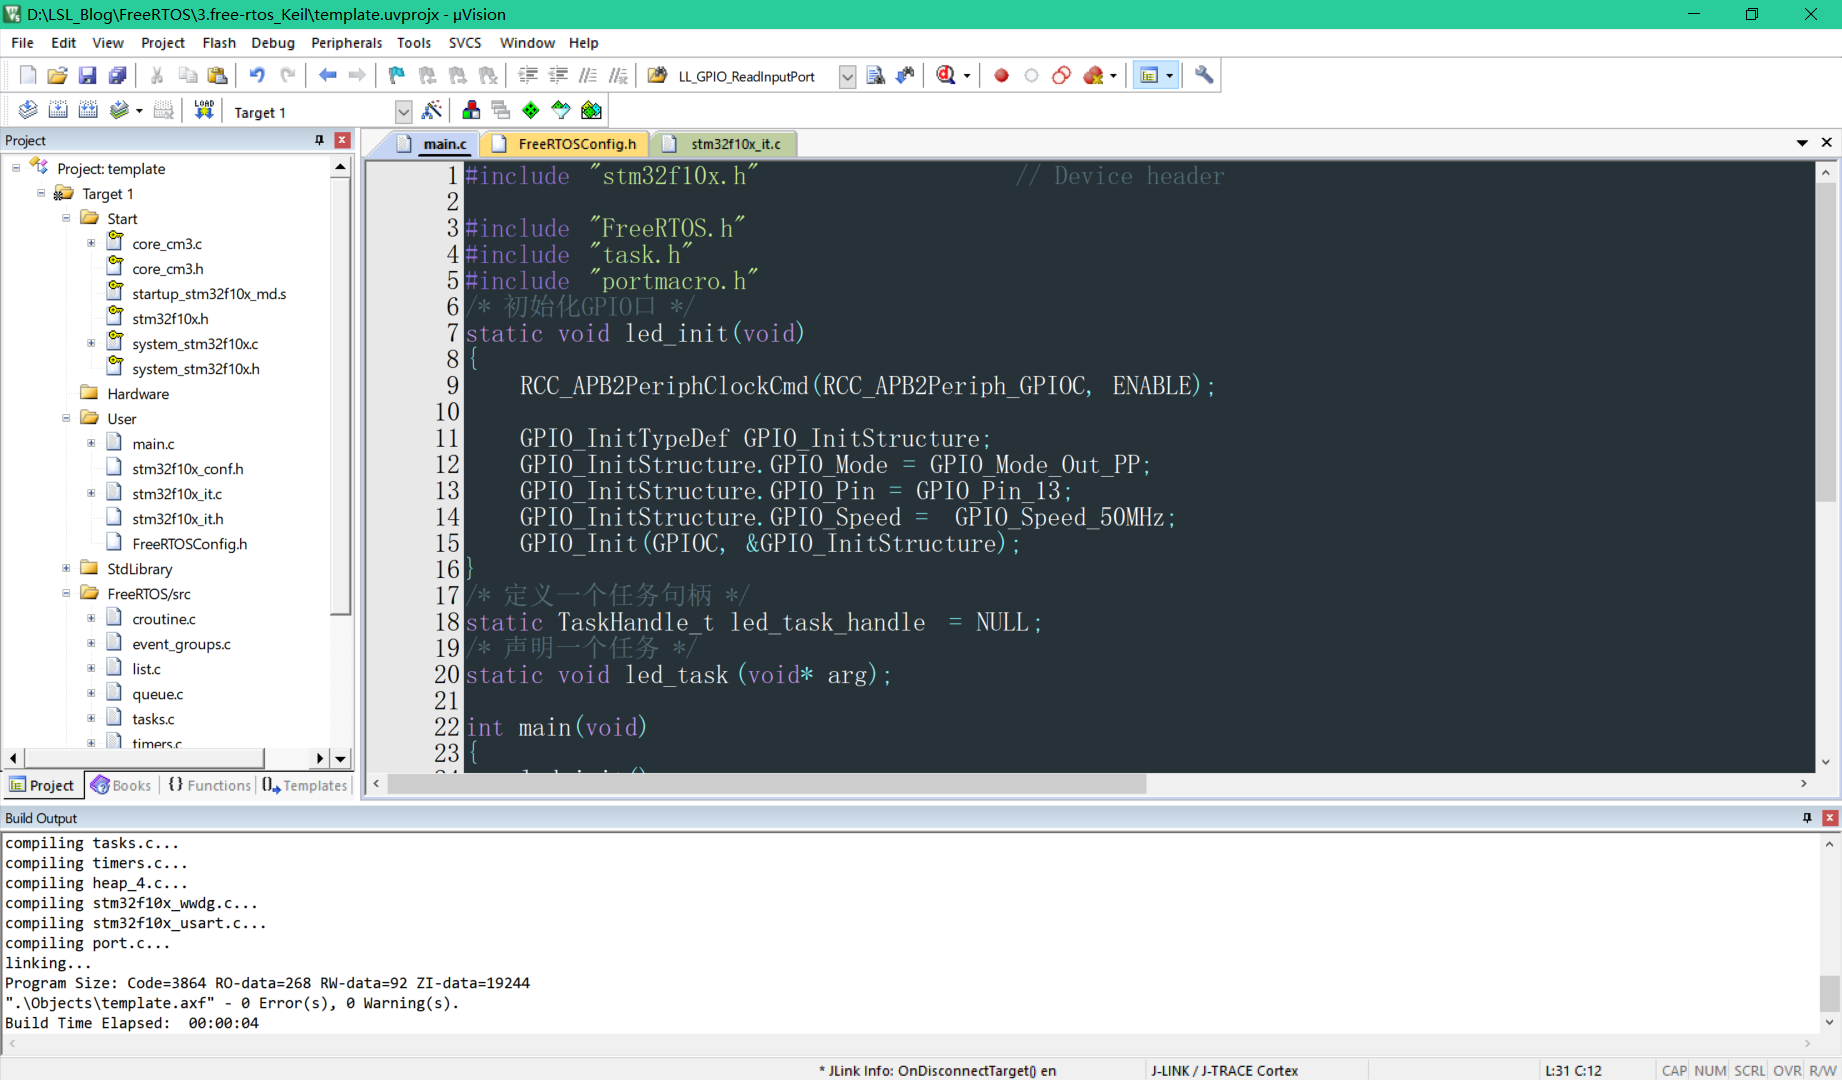 D:\LSL_Blog\FreeRTOS\3.free-rtos_Keil\template.uvprojx - µVision
File Edit View Project Flash Debug Peripherals Tools SVCS Window Help
LL_GPIO_ReadInputPort
LOAD Target 1
Project
Project: template
Target 1
Start
core_cm3.c
core_cm3.h
startup_stm32f10x_md.s
stm32f10x.h
system_stm32f10x.c
system_stm32f10x.h
Hardware
User
main.c
stm32f10x_conf.h
stm32f10x_it.c
stm32f10x_it.h
FreeRTOSConfig.h
StdLibrary
FreeRTOS/src
croutine.c
event_groups.c
list.c
queue.c
tasks.c
timers.c
Project Books {} Functions Templates
main.c FreeRTOSConfig.h stm32f10x_it.c
1 #include "stm32f10x.h" // Device header
2
3 #include "FreeRTOS.h"
4 #include "task.h"
5 #include "portmacro.h"
6 /* 初始化GPIO口 */
7 static void led_init(void)
8 {
9 RCC_APB2PeriphClockCmd(RCC_APB2Periph_GPIOC, ENABLE);
10
11 GPIO_InitTypeDef GPIO_InitStructure;
12 GPIO_InitStructure.GPIO_Mode = GPIO_Mode_Out_PP;
13 GPIO_InitStructure.GPIO_Pin = GPIO_Pin_13;
14 GPIO_InitStructure.GPIO_Speed = GPIO_Speed_50MHz;
15 GPIO_Init(GPIOC, &GPIO_InitStructure);
16 }
17 /* 定义一个任务句柄 */
18 static TaskHandle_t led_task_handle = NULL;
19 /* 声明一个任务 */
20 static void led_task(void* arg);
21
22 int main(void)
23 {
Build Output
compiling tasks.c...
compiling timers.c...
compiling heap_4.c...
compiling stm32f10x_wwdg.c...
compiling stm32f10x_usart.c...
compiling port.c...
linking...
Program Size: Code=3864 RO-data=268 RW-data=92 ZI-data=19244
".\Objects\template.axf" - 0 Error(s), 0 Warning(s).
Build Time Elapsed: 00:00:04
* JLink Info: OnDisconnectTarget() en J-LINK / J-TRACE Cortex L:31 C:12 CAP NUM SCRL OVR R/W